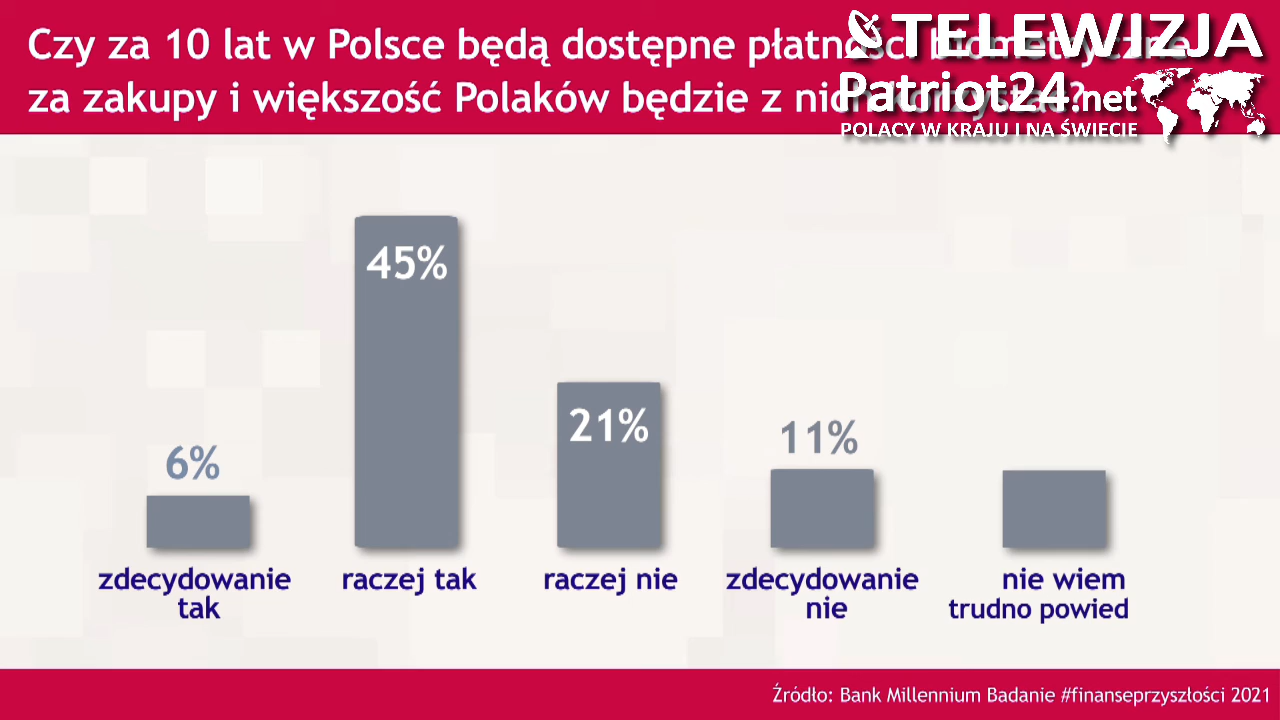 Czy za 10 lat w Polsce będą dostępne płatności biometryczne
za zakupy i większość Polaków będzie z nich korzystać?
TELEWIZJA
Patriot24.net
POLACY W KRAJU I NA ŚWIECIE
45%
21%
11%
6%
zdecydowanie tak
raczej tak
raczej nie
zdecydowanie nie
nie wiem
trudno powied
Źródło: Bank Millennium Badanie #finanseprzyszłości 2021